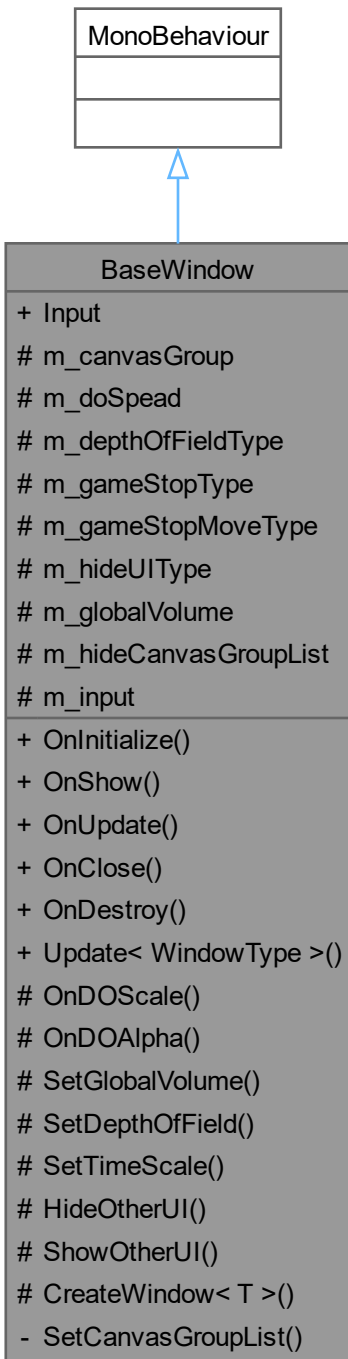 MonoBehaviour
BaseWindow
+ Input
# m_canvasGroup
# m_doSpead
# m_depthOfFieldType
# m_gameStopType
# m_gameStopMoveType
# m_hideUIType
# m_globalVolume
# m_hideCanvasGroupList
# m_input
+ OnInitialize()
+ OnShow()
+ OnUpdate()
+ OnClose()
+ OnDestroy()
+ Update< WindowType >()
# OnDOScale()
# OnDOAlpha()
# SetGlobalVolume()
# SetDepthOfField()
# SetTimeScale()
# HideOtherUI()
# ShowOtherUI()
# CreateWindow< T >()
- SetCanvasGroupList()